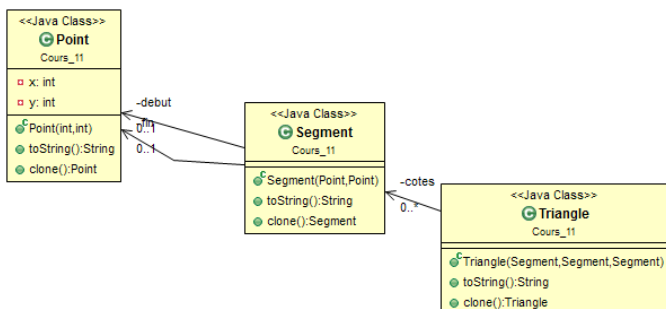 <<Java Class>>
Point
Cours_11
x: int
y: int
Point(int,int)
toString():String
clone():Point
-debut
-fin
0..1
0..1
<<Java Class>>
Segment
Cours_11
Segment(Point,Point)
toString():String
clone():Segment
-cotes
0..*
<<Java Class>>
Triangle
Cours_11
Triangle(Segment,Segment,Segment)
toString():String
clone():Triangle